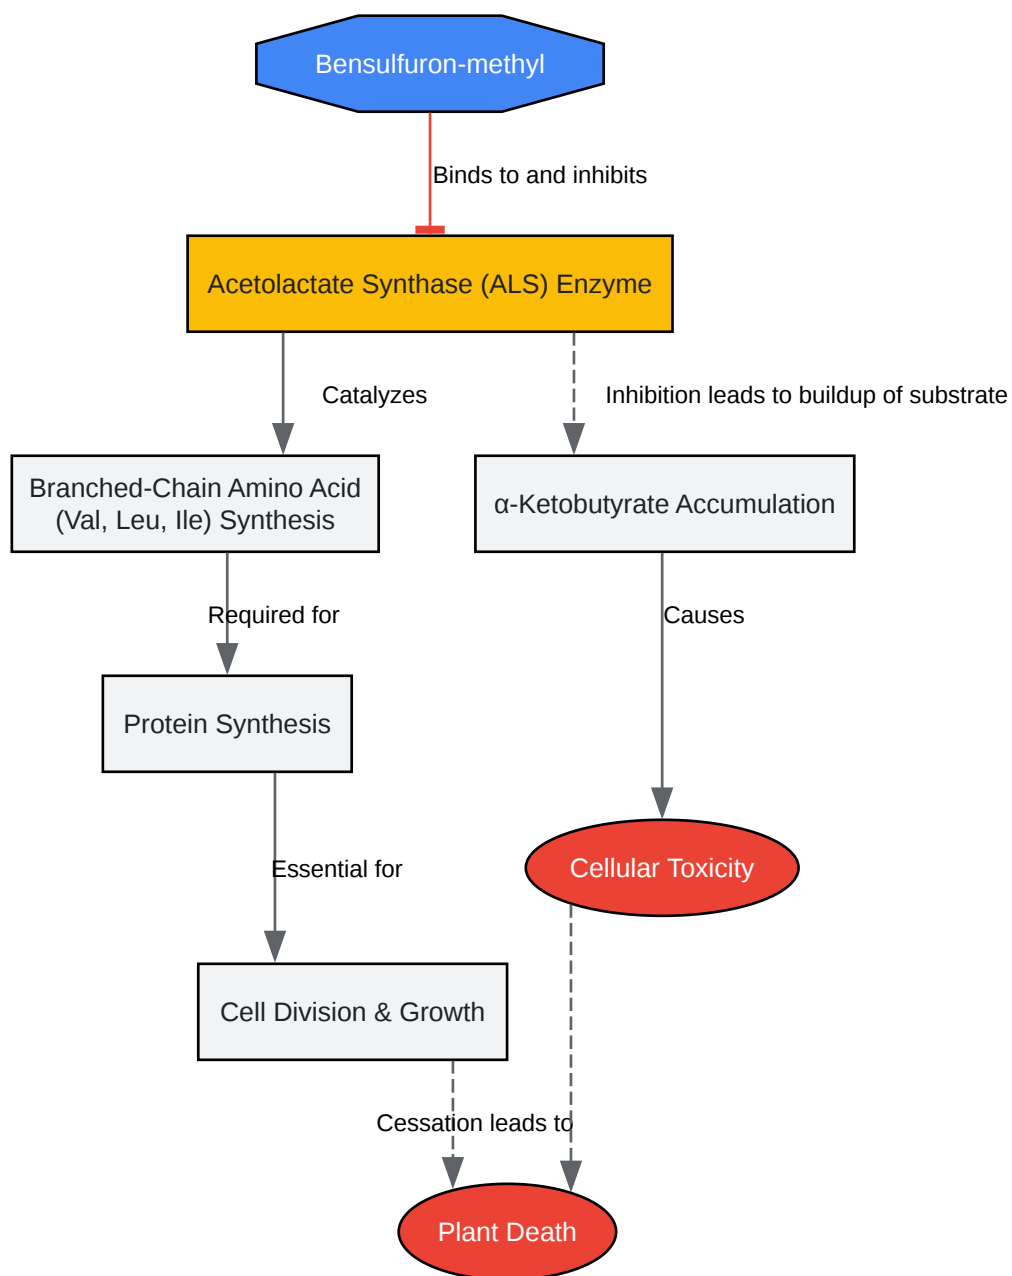 Bensulfuron-methyl
Binds to and inhibits
Acetolactate Synthase (ALS) Enzyme
Catalyzes
Inhibition leads to buildup of substrate
Branched-Chain Amino Acid
(Val, Leu, Ile) Synthesis
α-Ketobutyrate Accumulation
Required for
Causes
Protein Synthesis
Essential for
Cellular Toxicity
Cell Division & Growth
Cessation leads to
Plant Death